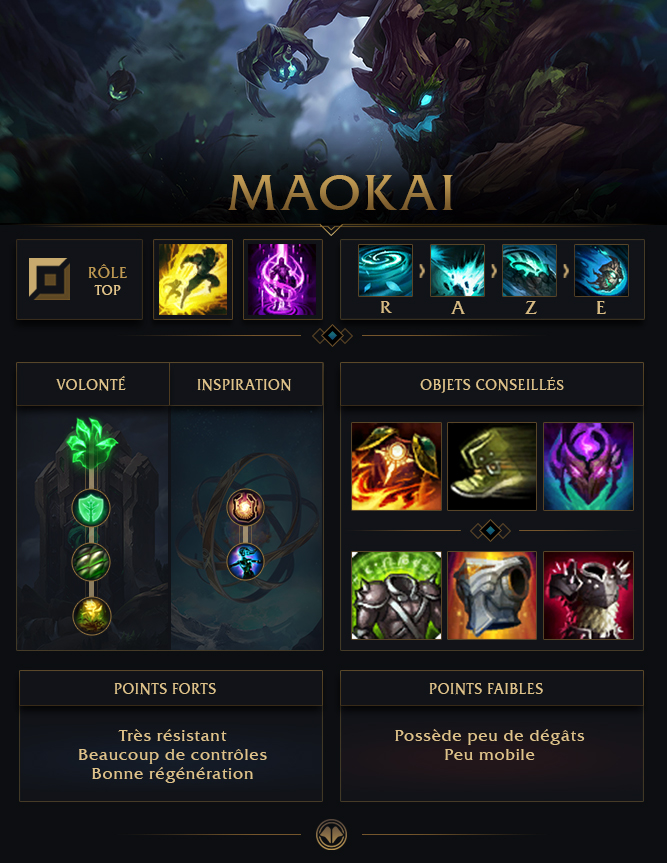 MAOKAI
RÔLE
TOP
R
A
Z
E
VOLONTÉ
INSPIRATION
OBJETS CONSEILLÉS
POINTS FORTS
Très résistant
Beaucoup de contrôles
Bonne régénération
POINTS FAIBLES
Possède peu de dégâts
Peu mobile